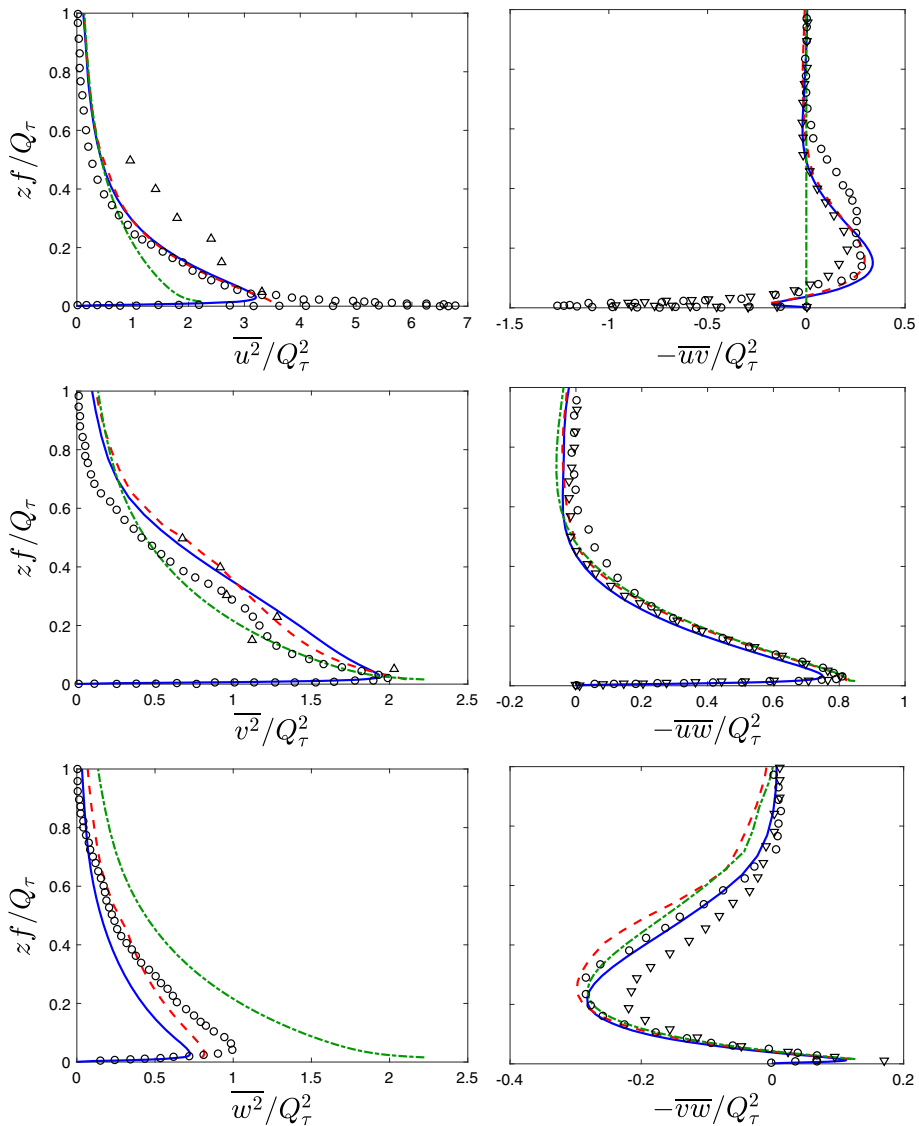 1
0.8
0.6
0.4
0.2
0
zf/Q_τ
0 1 2 3 4 5 6 7
\overline{u^2}/Q_τ^2
-1.5 -1 -0.5 0 0.5
-\overline{uv}/Q_τ^2
1
0.8
0.6
0.4
0.2
0
zf/Q_τ
0 0.5 1 1.5 2 2.5
\overline{v^2}/Q_τ^2
-0.2 0 0.2 0.4 0.6 0.8 1
-\overline{uw}/Q_τ^2
1
0.8
0.6
0.4
0.2
0
zf/Q_τ
0 0.5 1 1.5 2 2.5
\overline{w^2}/Q_τ^2
-0.4 -0.2 0 0.2
-\overline{vw}/Q_τ^2